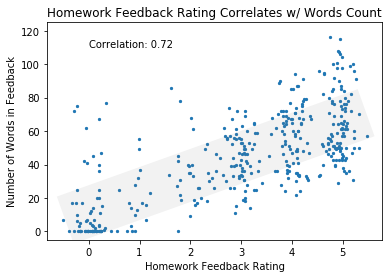 Homework Feedback Rating Correlates w/ Words Count
Correlation: 0.72
Number of Words in Feedback
120
100
80
60
40
20
0
0 1 2 3 4 5
Homework Feedback Rating